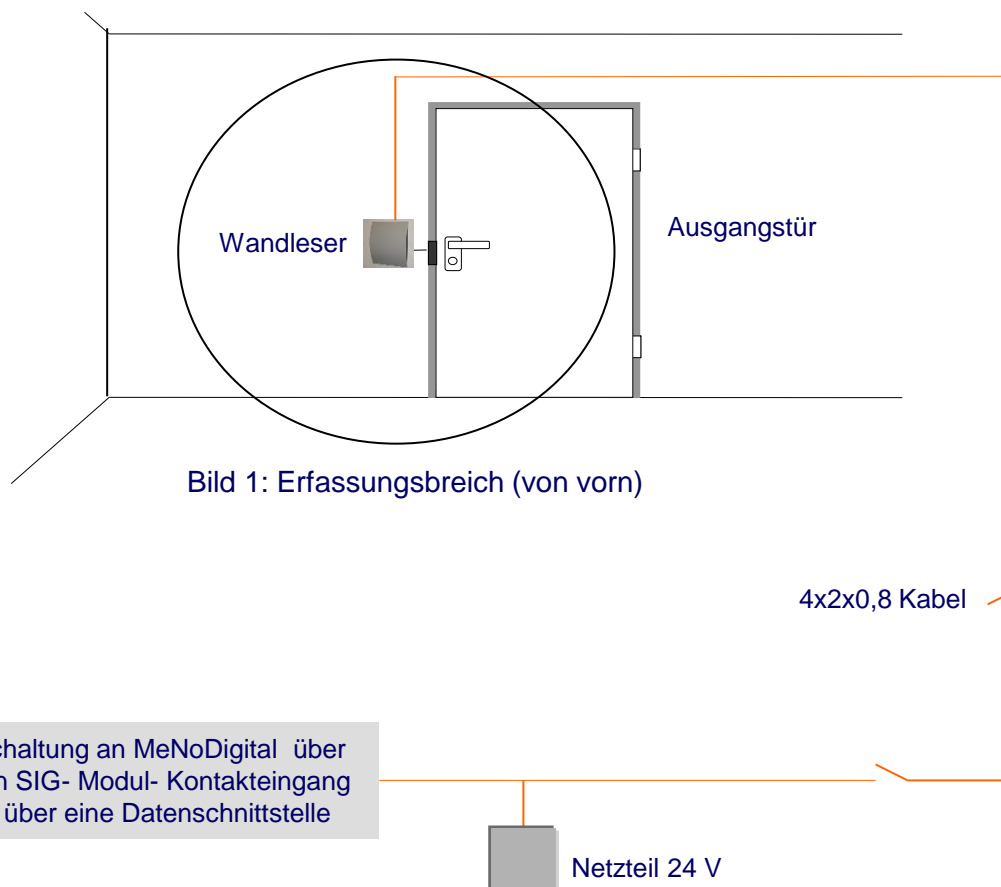 Wandleser
Ausgangstür
Bild 1: Erfassungsbreich (von vorn)
4x2x0,8 Kabel
chaltung an MeNoDigital über
n SIG- Modul- Kontakteingang
über eine Datenschnittstelle
Netzteil 24 V